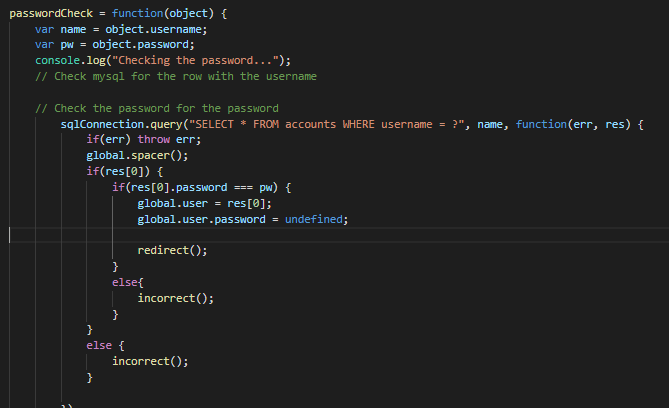 passwordCheck = function(object) {
var name = object.username;
var pw = object.password;
console.log("Checking the password...");
// Check mysql for the row with the username
// Check the password for the password
sqlConnection.query("SELECT * FROM accounts WHERE username = ?", name, function(err, res) {
if(err) throw err;
global.spacer();
if(res[0]) {
if(res[0].password === pw) {
global.user = res[0];
global.user.password = undefined;
redirect();
}
else{
incorrect();
}
}
else {
incorrect();
}
})